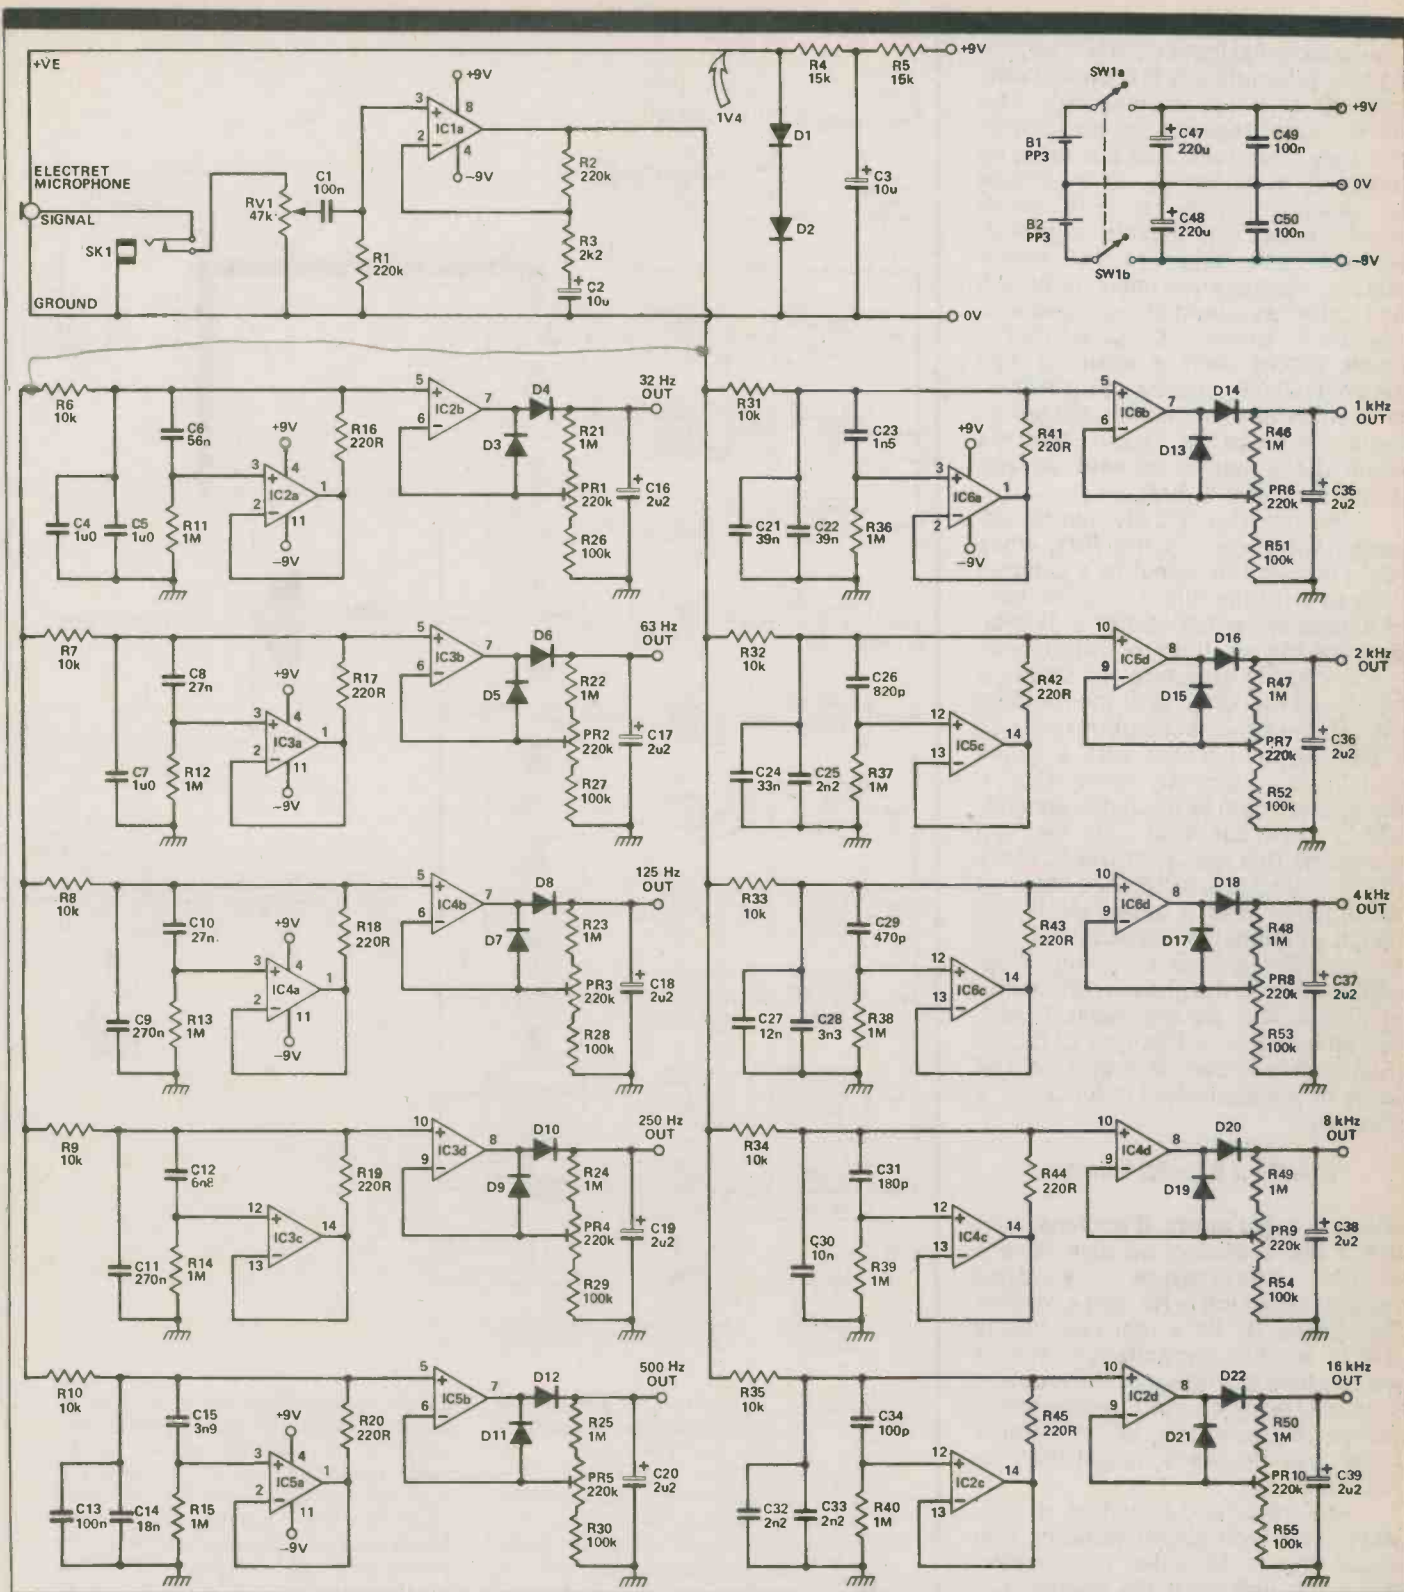 +VE
ELECTRET
MICROPHONE
SIGNAL
SK1
GROUND
RV1
47k
C1
100n
R1
220k
+9V
3
8
+
IC1a
2
−
4
−9V
R2
220k
R3
2k2
+
C2
10u
1V4
D1
D2
R4
15k
R5
15k
+9V
+
C3
10u
0V
SW1a
B1
PP3
B2
PP3
SW1b
+
C47
220u
C49
100n
+
C48
220u
C50
100n
+9V
0V
−9V
R6
10k
C4
1u0
C5
1u0
C6
56n
R11
1M
+9V
3
+
4
IC2a
1
2
−
11
−9V
R16
220R
5
+
IC2b
7
6
−
D3
D4
R21
1M
PR1
220k
R26
100k
+
C16
2u2
32 Hz
OUT
R7
10k
C7
1u0
C8
27n
R12
1M
+9V
3
+
4
IC3a
1
2
−
11
−9V
R17
220R
5
+
IC3b
7
6
−
D5
D6
R22
1M
PR2
220k
R27
100k
+
C17
2u2
63 Hz
OUT
R8
10k
C9
270n
C10
27n
R13
1M
+9V
3
+
4
IC4a
1
2
−
11
−9V
R18
220R
5
+
IC4b
7
6
−
D7
D8
R23
1M
PR3
220k
R28
100k
+
C18
2u2
125 Hz
OUT
R9
10k
C11
270n
C12
6n8
R14
1M
12
+
IC3c
14
13
−
R19
220R
10
+
IC3d
8
9
−
D9
D10
R24
1M
PR4
220k
R29
100k
+
C19
2u2
250 Hz
OUT
R10
10k
C13
100n
C14
18n
C15
3n9
R15
1M
+9V
3
+
4
IC5a
1
2
−
11
−9V
R20
220R
5
+
IC5b
7
6
−
D11
D12
R25
1M
PR5
220k
R30
100k
+
C20
2u2
500 Hz
OUT
R31
10k
C21
39n
C22
39n
C23
1n5
R36
1M
+9V
3
+
IC6a
1
2
−
−9V
R41
220R
5
+
IC6b
7
6
−
D13
D14
R46
1M
PR6
220k
R51
100k
+
C35
2u2
1 kHz
OUT
R32
10k
C24
33n
C25
2n2
C26
820p
R37
1M
12
+
IC5c
14
13
−
R42
220R
10
+
IC5d
8
9
−
D15
D16
R47
1M
PR7
220k
R52
100k
+
C36
2u2
2 kHz
OUT
R33
10k
C27
12n
C28
3n3
C29
470p
R38
1M
12
+
IC6c
14
13
−
R43
220R
10
+
IC6d
8
9
−
D17
D18
R48
1M
PR8
220k
R53
100k
+
C37
2u2
4 kHz
OUT
R34
10k
C30
10n
C31
180p
R39
1M
12
+
IC4c
14
13
−
R44
220R
10
+
IC4d
8
9
−
D19
D20
R49
1M
PR9
220k
R54
100k
+
C38
2u2
8 kHz
OUT
R35
10k
C32
2n2
C33
2n2
C34
100p
R40
1M
12
+
IC2c
14
13
−
R45
220R
10
+
IC2d
8
9
−
D21
D22
R50
1M
PR10
220k
R55
100k
+
C39
2u2
16 kHz
OUT